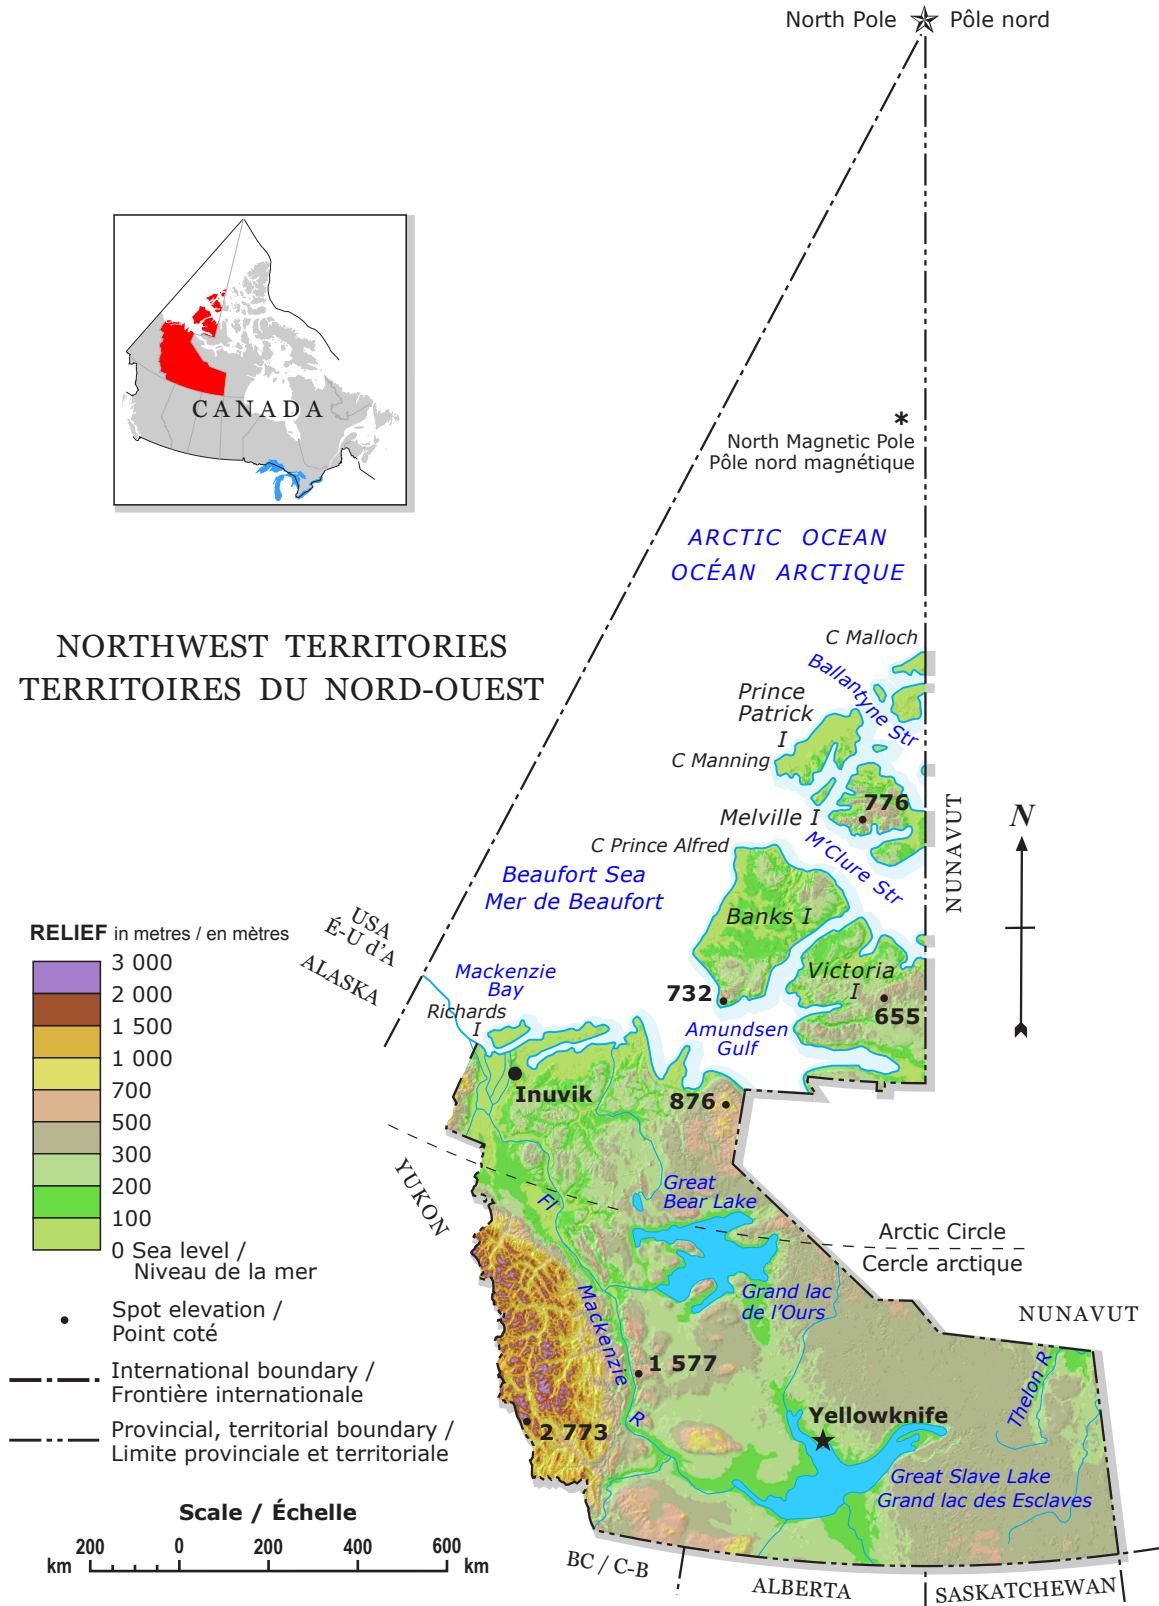 North Pole Pôle nord
CANADA
*
North Magnetic Pole
Pôle nord magnétique
ARCTIC OCEAN
OCÉAN ARCTIQUE
NORTHWEST TERRITORIES
TERRITOIRES DU NORD-OUEST
C Malloch
Ballantyne Str
Prince
Patrick
I
C Manning
776
Melville I
M'Clure Str
C Prince Alfred
NUNAVUT
N
Beaufort Sea
Mer de Beaufort
Banks I
USA
É-U d'A
ALASKA
Victoria
I
655
732
Mackenzie
Bay
Richards
I
Amundsen
Gulf
Inuvik
876
YUKON
Great
Bear Lake
Arctic Circle
Cercle arctique
Fl
Mackenzie
R
Grand lac
de l'Ours
NUNAVUT
1 577
Thelon R
2 773
Yellowknife
Great Slave Lake
Grand lac des Esclaves
BC / C-B
ALBERTA
SASKATCHEWAN
RELIEF in metres / en mètres
3 000
2 000
1 500
1 000
700
500
300
200
100
0 Sea level /
Niveau de la mer
Spot elevation /
Point coté
International boundary /
Frontière internationale
Provincial, territorial boundary /
Limite provinciale et territoriale
Scale / Échelle
200 0 200 400 600
km km